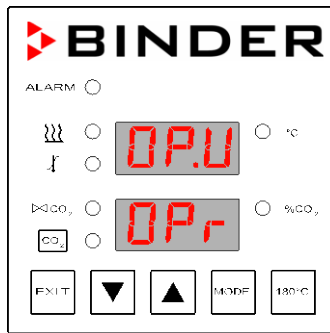 BINDER
ALARM
OP.U °C
CO₂ %CO₂
CO₂ OPr
EXIT MODE 180°C